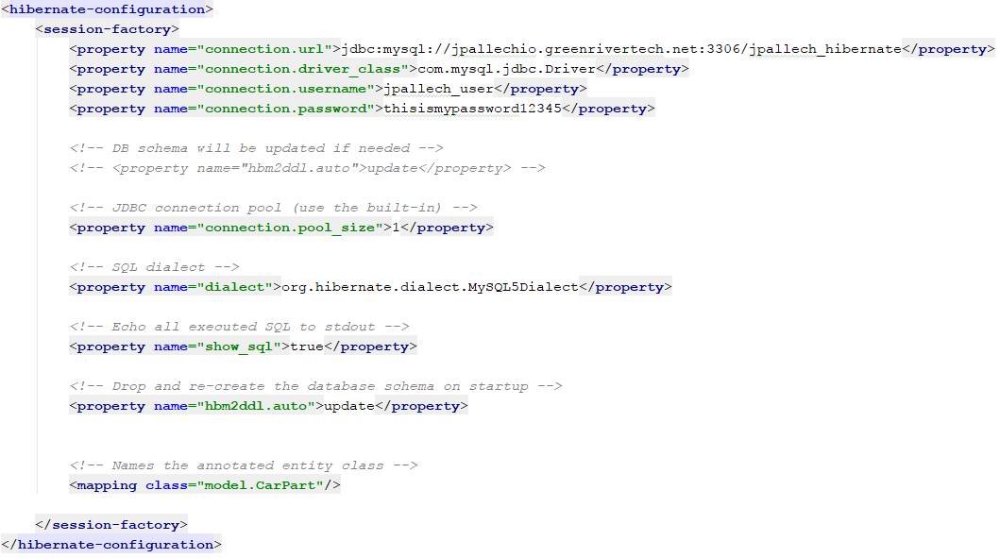 <hibernate-configuration>
<session-factory>
<property name="connection.url">jdbc:mysql://jpallechio.greenrivertech.net:3306/jpallech_hibernate</property>
<property name="connection.driver_class">com.mysql.jdbc.Driver</property>
<property name="connection.username">jpallech_user</property>
<property name="connection.password">thisismypassword12345</property>
<!-- DB schema will be updated if needed -->
<!-- <property name="hbm2ddl.auto">update</property> -->
<!-- JDBC connection pool (use the built-in) -->
<property name="connection.pool_size">1</property>
<!-- SQL dialect -->
<property name="dialect">org.hibernate.dialect.MySQL5Dialect</property>
<!-- Echo all executed SQL to stdout -->
<property name="show_sql">true</property>
<!-- Drop and re-create the database schema on startup -->
<property name="hbm2ddl.auto">update</property>
<!-- Names the annotated entity class -->
<mapping class="model.CarPart"/>
</session-factory>
</hibernate-configuration>